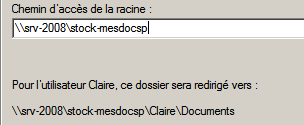 Chemin d'accès de la racine :
\\srv-2008\stock-mesdocsp
Pour l'utilisateur Claire, ce dossier sera redirigé vers :
\\srv-2008\stock-mesdocsp\Claire\Documents